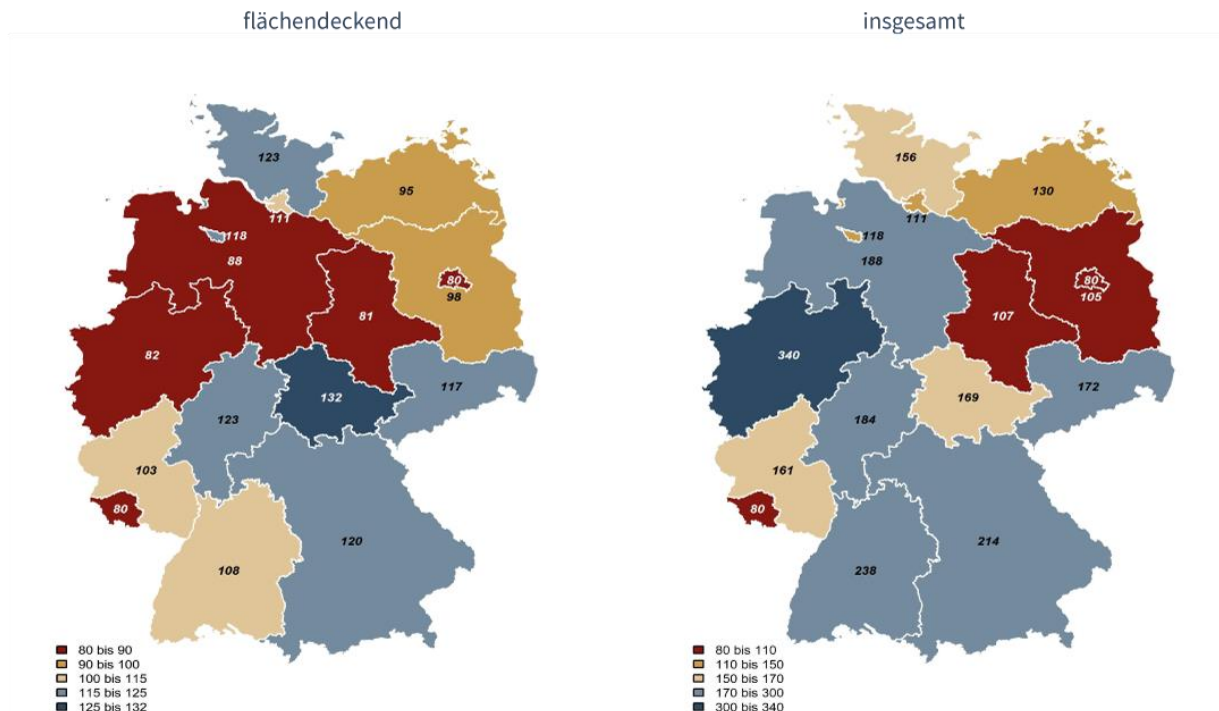 flächendeckend
insgesamt
123
95
111
118
88
80
98
81
82
117
132
123
103
80
120
108
80 bis 90
90 bis 100
100 bis 115
115 bis 125
125 bis 132
156
130
111
118
188
80
105
107
340
172
169
184
161
80
214
238
80 bis 110
110 bis 150
150 bis 170
170 bis 300
300 bis 340